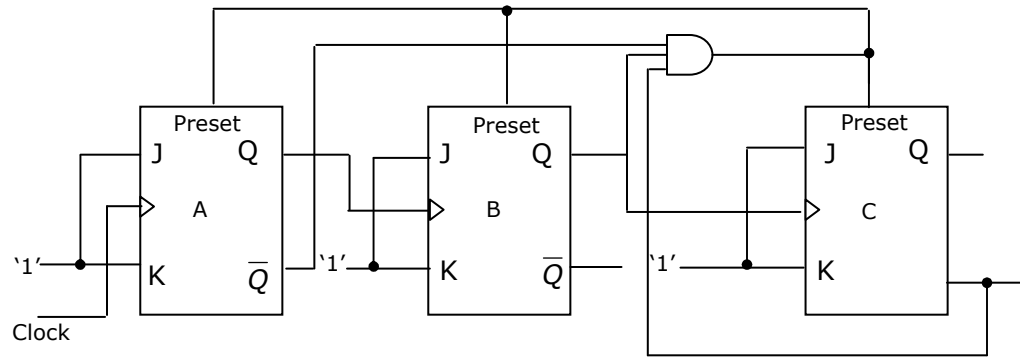 Preset Preset Preset
J Q J Q J Q
A B C
‘1’ K Q̅ ‘1’ K Q̅ ‘1’ K
Clock